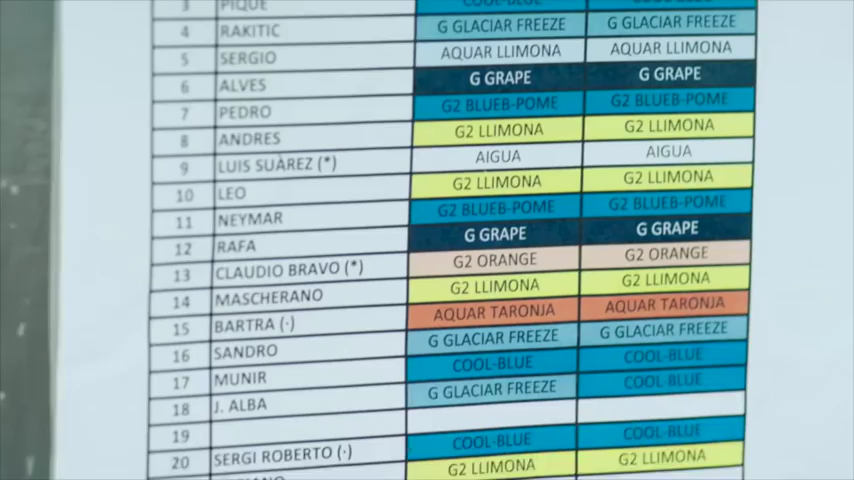 3 PIQUE COOL-BLUE
4 RAKITIC G GLACIAR FREEZE G GLACIAR FREEZE
5 SERGIO AQUAR LLIMONA AQUAR LLIMONA
6 ALVES G GRAPE G GRAPE
7 PEDRO G2 BLUEB-POME G2 BLUEB-POME
8 ANDRES G2 LLIMONA G2 LLIMONA
9 LUIS SUÀREZ (*) AIGUA AIGUA
10 LEO G2 LLIMONA G2 LLIMONA
11 NEYMAR G2 BLUEB-POME G2 BLUEB-POME
12 RAFA G GRAPE G GRAPE
13 CLAUDIO BRAVO (*) G2 ORANGE G2 ORANGE
14 MASCHERANO G2 LLIMONA G2 LLIMONA
15 BARTRA (·) AQUAR TARONJA AQUAR TARONJA
16 SANDRO G GLACIAR FREEZE G GLACIAR FREEZE
17 MUNIR COOL-BLUE COOL-BLUE
18 J. ALBA G GLACIAR FREEZE COOL-BLUE
19
20 SERGI ROBERTO (·) COOL-BLUE COOL-BLUE
G2 LLIMONA G2 LLIMONA